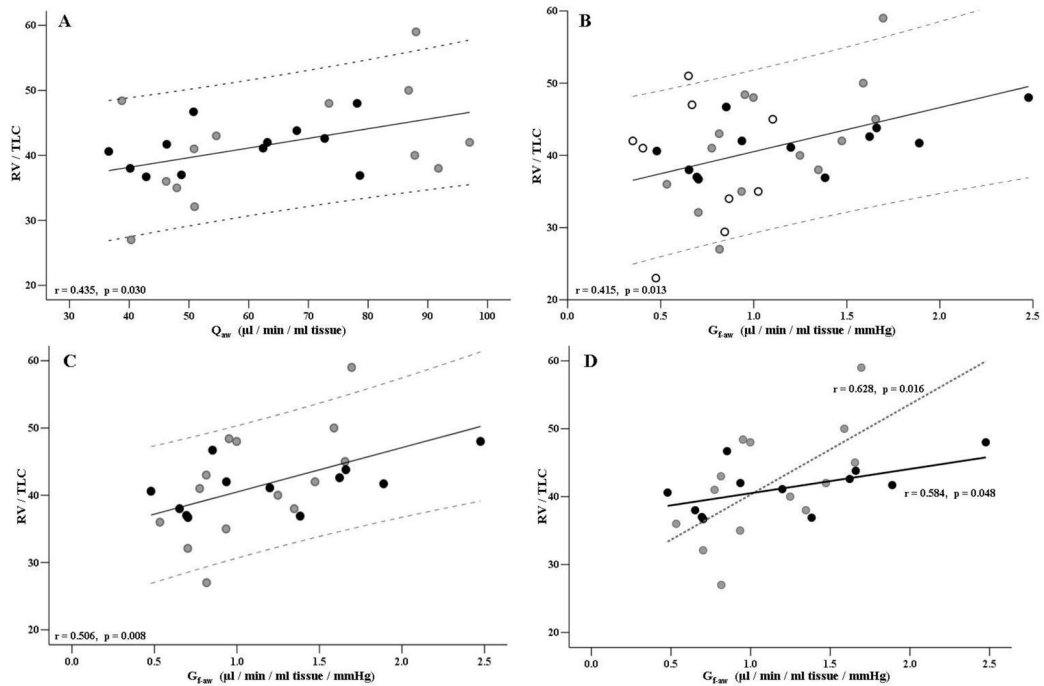 A
60
50
40
30
20
RV / TLC
r = 0.435, p = 0.030
30 40 50 60 70 80 90 100
Qaw (µl / min / ml tissue)
B
60
50
40
30
20
RV / TLC
r = 0.415, p = 0.013
0.0 0.5 1.0 1.5 2.0 2.5
Gf-aw (µl / min / ml tissue / mmHg)
C
60
50
40
30
20
RV / TLC
r = 0.506, p = 0.008
0.0 0.5 1.0 1.5 2.0 2.5
Gf-aw (µl / min / ml tissue / mmHg)
D
60
50
40
30
20
RV / TLC
r = 0.628, p = 0.016
r = 0.584, p = 0.048
0.0 0.5 1.0 1.5 2.0 2.5
Gf-aw (µl / min / ml tissue / mmHg)